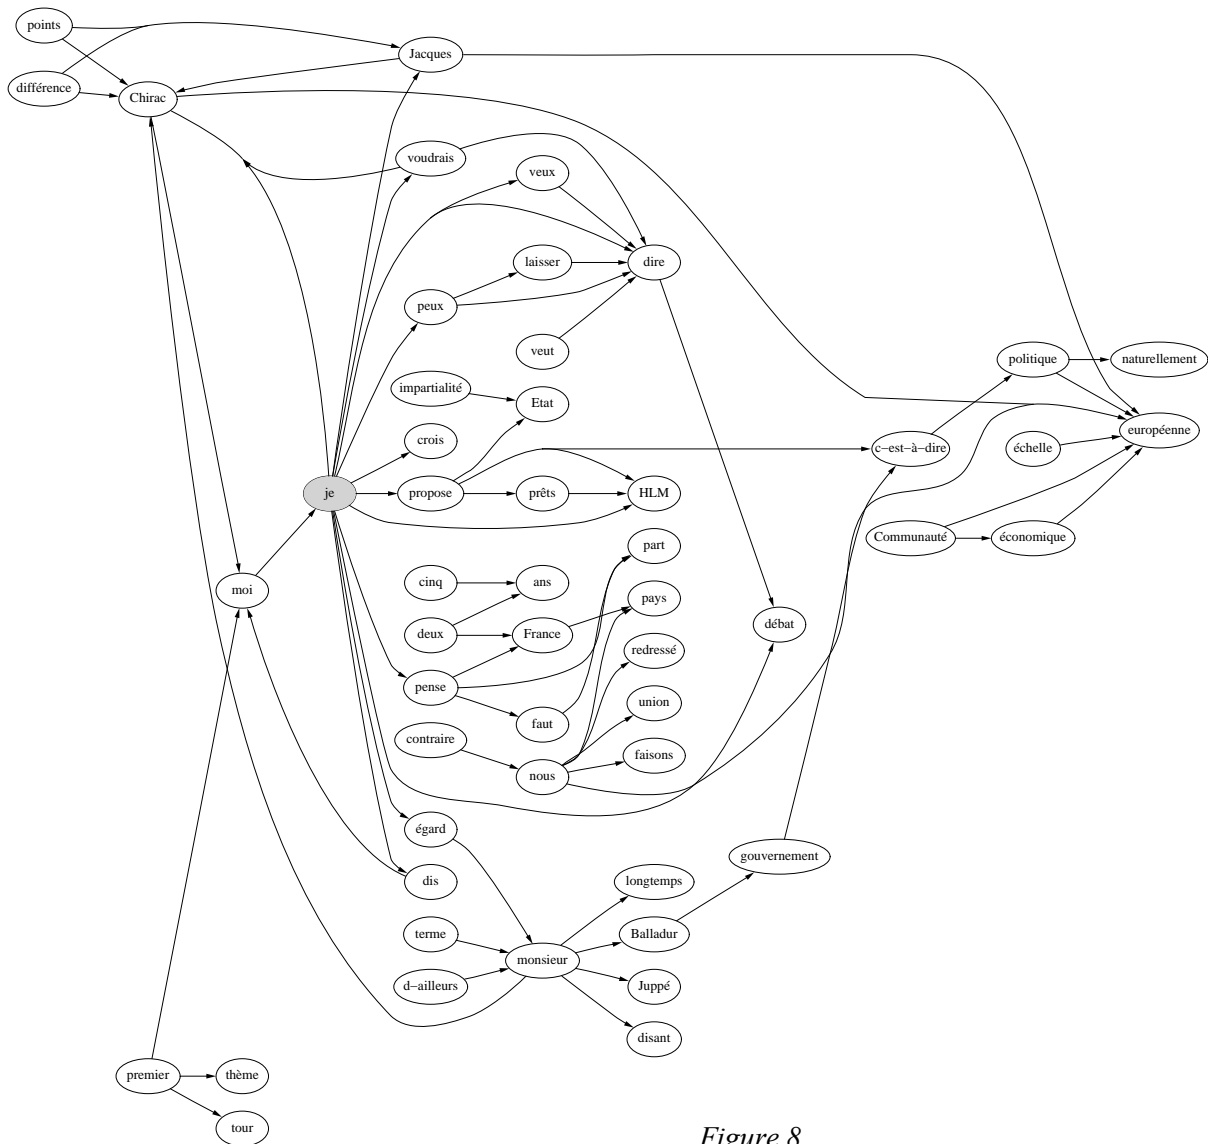 points
Jacques
différence
Chirac
voudrais
veux
laisser
dire
peux
veut
politique
naturellement
impartialité
Etat
européenne
crois
c−est−à−dire
échelle
je
propose
prêts
HLM
Communauté
économique
part
cinq
ans
moi
pays
débat
deux
France
redressé
pense
union
faut
contraire
faisons
nous
égard
gouvernement
dis
longtemps
terme
Balladur
monsieur
d−ailleurs
Juppé
disant
premier
thème
tour
Figure 8